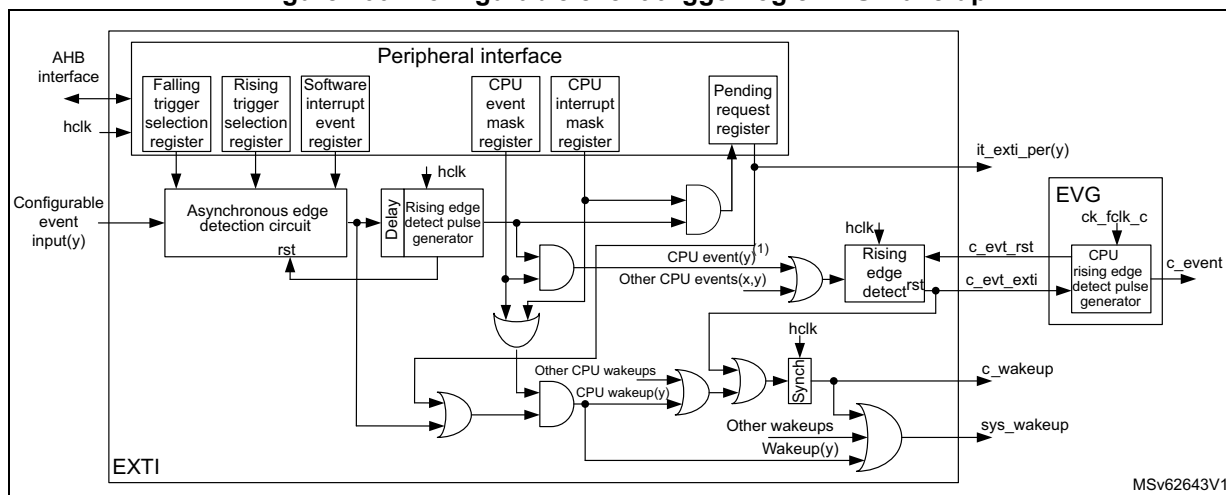 Peripheral interface
AHB
interface
hclk
Falling
trigger
selection
register
Rising
trigger
selection
register
Software
interrupt
event
register
CPU
event
mask
register
CPU
interrupt
mask
register
Pending
request
register
it_exti_per(y)
Configurable
event
input(y)
Asynchronous edge
detection circuit
rst
Delay
hclk
Rising edge
detect pulse
generator
CPU event(y)(1)
Other CPU events(x,y)
hclk
Rising
edge
detect
rst
c_evt_rst
c_evt_exti
EVG
ck_fclk_c
CPU
rising edge
detect pulse
generator
c_event
Other CPU wakeups
CPU wakeup(y)
hclk
Synch
c_wakeup
Other wakeups
Wakeup(y)
sys_wakeup
EXTI
MSv62643V1